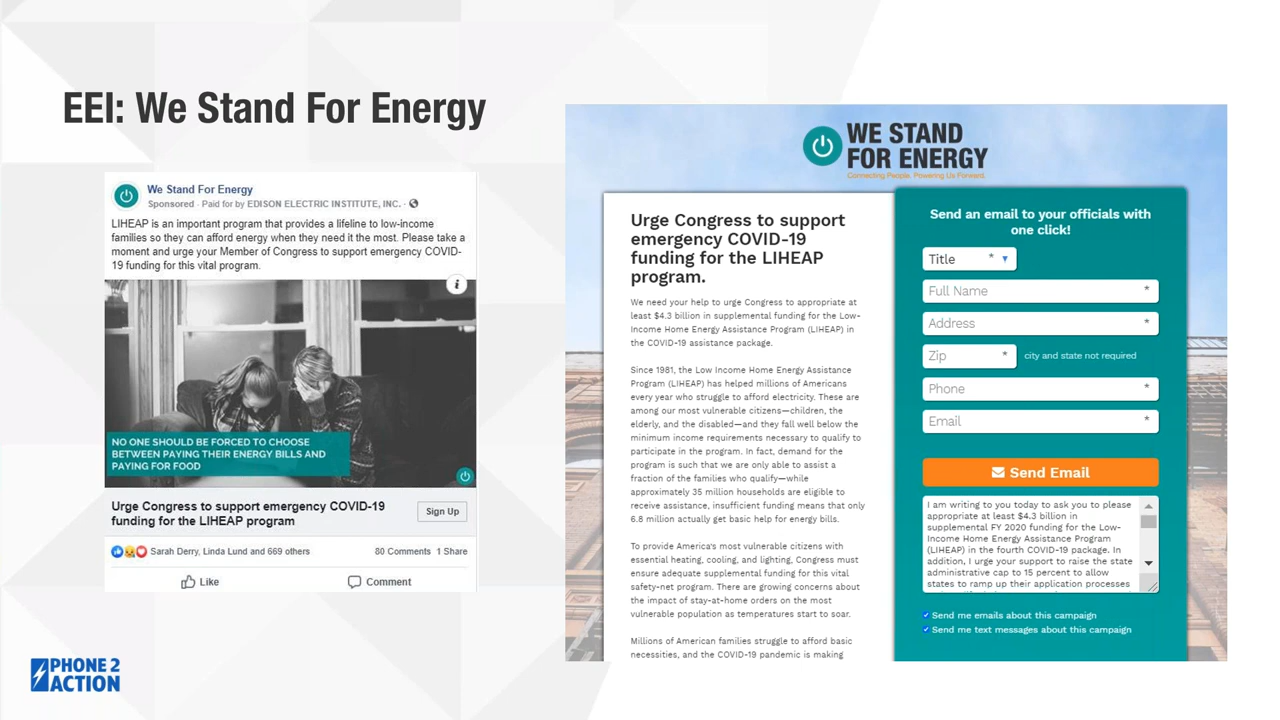 EEI: We Stand For Energy
We Stand For Energy
Sponsored · Paid for by EDISON ELECTRIC INSTITUTE, INC. ·
LIHEAP is an important program that provides a lifeline to low-income
families so they can afford energy when they need it the most. Please take a
moment and urge your Member of Congress to support emergency COVID-
19 funding for this vital program.
i
NO ONE SHOULD BE FORCED TO CHOOSE
BETWEEN PAYING THEIR ENERGY BILLS AND
PAYING FOR FOOD
Urge Congress to support emergency COVID-19
funding for the LIHEAP program
Sign Up
Sarah Derry, Linda Lund and 669 others
80 Comments 1 Share
Like
Comment
PHONE 2
ACTION
WE STAND
FOR ENERGY
Connecting People. Powering Us Forward.
Urge Congress to support
emergency COVID-19
funding for the LIHEAP
program.
We need your help to urge Congress to appropriate at
least $4.3 billion in supplemental funding for the Low-
Income Home Energy Assistance Program (LIHEAP) in
the COVID-19 assistance package.
Since 1981, the Low Income Home Energy Assistance
Program (LIHEAP) has helped millions of Americans
every year who struggle to afford electricity. These are
among our most vulnerable citizens—children, the
elderly, and the disabled—and they fall well below the
minimum income requirements necessary to qualify to
participate in the program. In fact, demand for the
program is such that we are only able to assist a
fraction of the families who qualify—while
approximately 35 million households are eligible to
receive assistance, insufficient funding means that only
6.8 million actually get basic help for energy bills.
To provide America's most vulnerable citizens with
essential heating, cooling, and lighting, Congress must
ensure adequate supplemental funding for this vital
safety-net program. There are growing concerns about
the impact of stay-at-home orders on the most
vulnerable population as temperatures start to soar.
Millions of American families struggle to afford basic
necessities, and the COVID-19 pandemic is making
Send an email to your officials with
one click!
Title *
Full Name *
Address *
Zip * city and state not required
Phone *
Email *
Send Email
I am writing to you today to ask you to please
appropriate at least $4.3 billion in
supplemental FY 2020 funding for the Low-
Income Home Energy Assistance Program
(LIHEAP) in the fourth COVID-19 package. In
addition, I urge your support to raise the state
administrative cap to 15 percent to allow
states to ramp up their application processes
Send me emails about this campaign
Send me text messages about this campaign